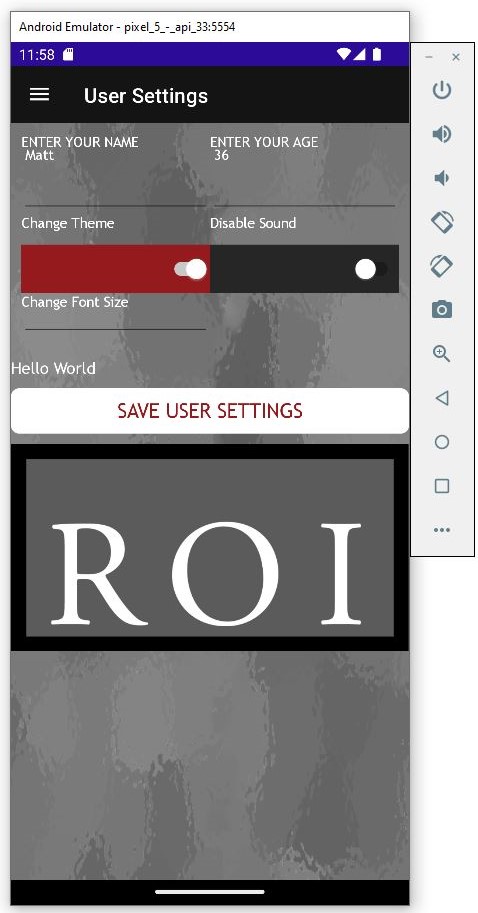 Android Emulator - pixel_5_-_api_33:5554
11:58
User Settings
ENTER YOUR NAME ENTER YOUR AGE
Matt 36
Change Theme Disable Sound
Change Font Size
Hello World
SAVE USER SETTINGS
ROI